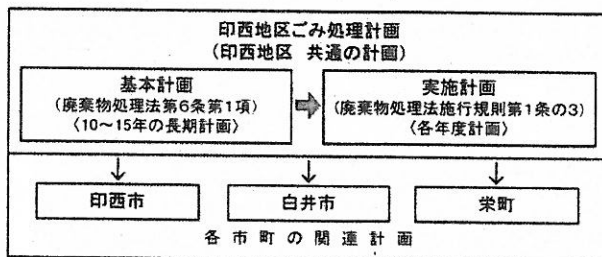 印西地区ごみ処理計画
(印西地区 共通の計画)
基本計画
(廃棄物処理法第6条第1項)
〈10～15年の長期計画〉
実施計画
(廃棄物処理法施行規則第1条の3)
〈各年度計画〉
印西市
白井市
栄町
各市町の関連計画